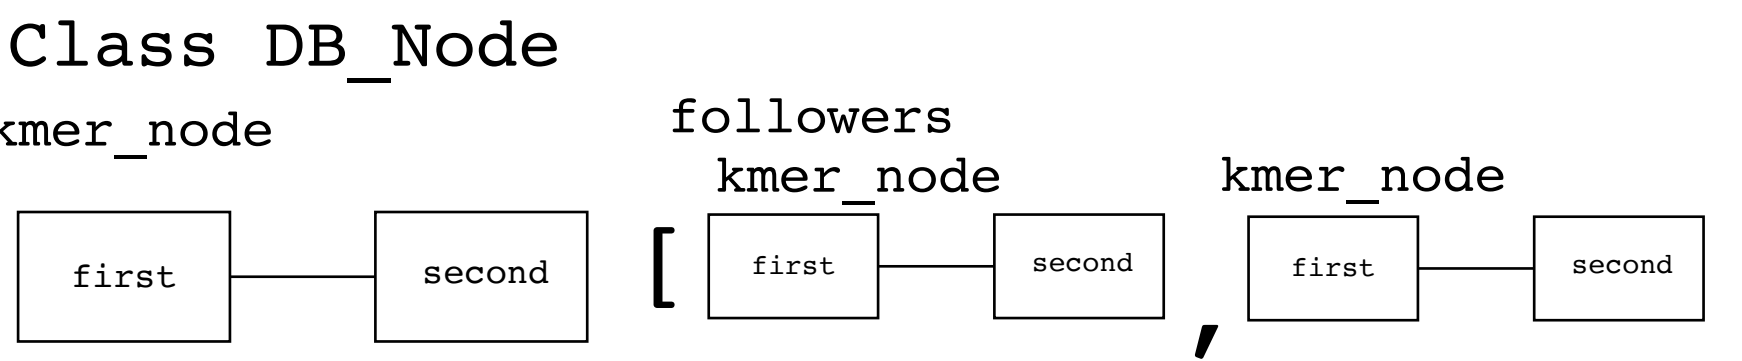 Class DB_Node
kmer_node
followers
kmer_node kmer_node
first second [ first second , first second